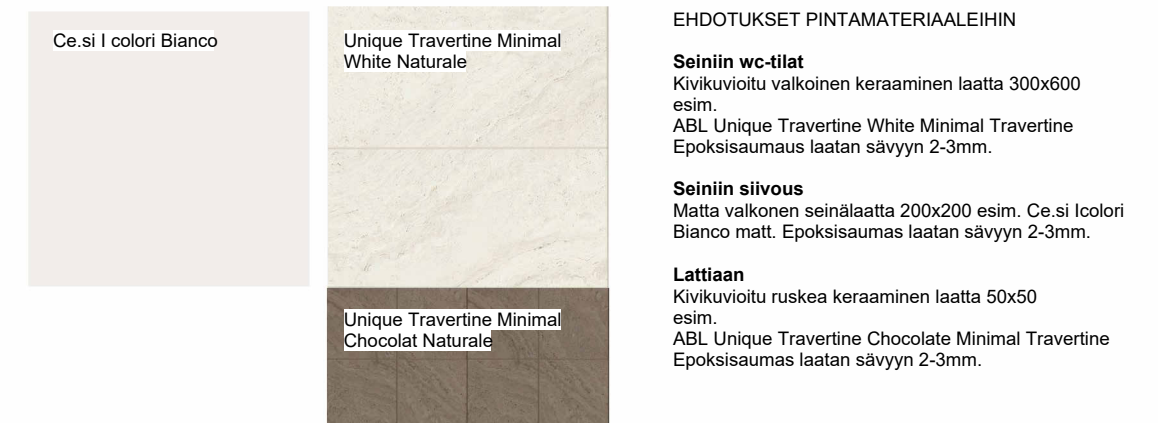 Ce.si I colori Bianco
Unique Travertine Minimal
White Naturale
Unique Travertine Minimal
Chocolat Naturale
EHDOTUKSET PINTAMATERIAALEIHIN
Seiniin wc-tilat
Kivikuvioitu valkoinen keraaminen laatta 300x600
esim.
ABL Unique Travertine White Minimal Travertine
Epoksisaumaus laatan sävyyn 2-3mm.
Seiniin siivous
Matta valkonen seinälaatta 200x200 esim. Ce.si Icolori
Bianco matt. Epoksisaumas laatan sävyyn 2-3mm.
Lattiaan
Kivikuvioitu ruskea keraaminen laatta 50x50
esim.
ABL Unique Travertine Chocolate Minimal Travertine
Epoksisaumas laatan sävyyn 2-3mm.